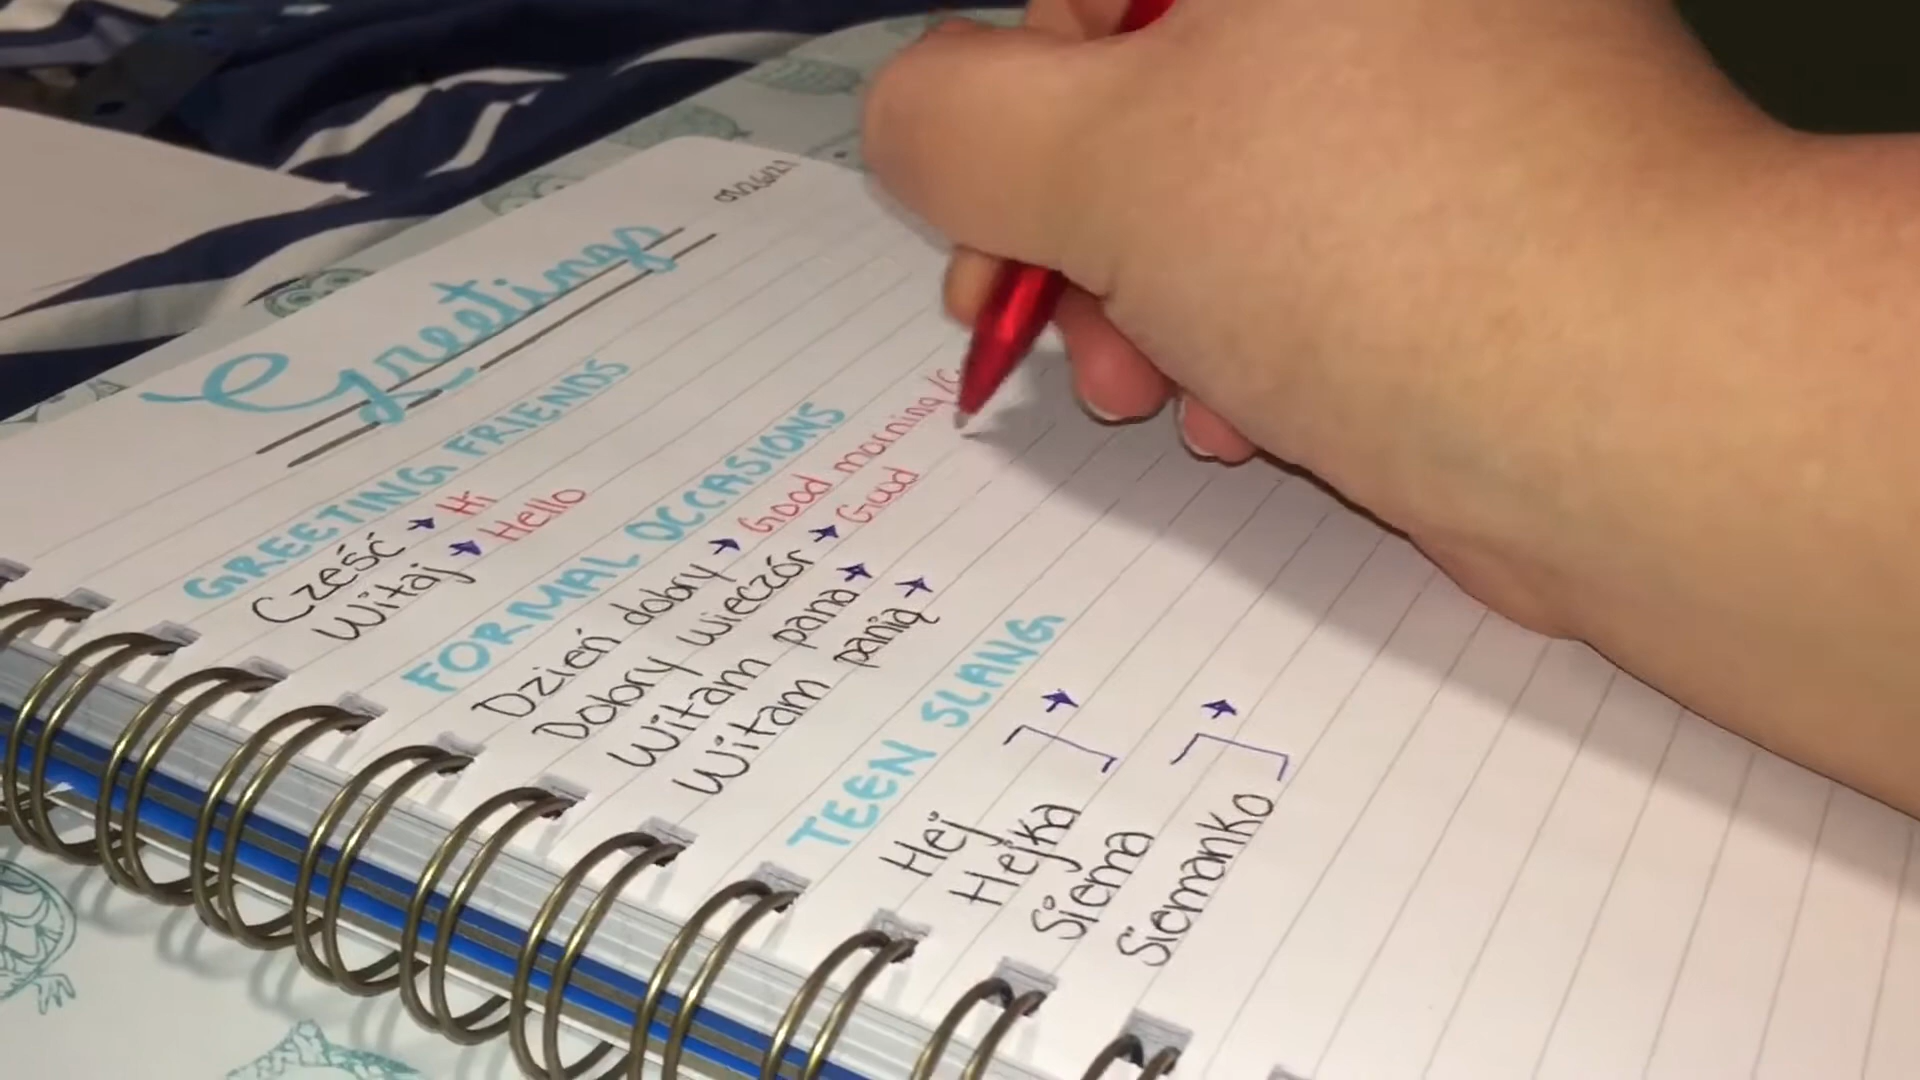 Greetings
GREETING FRIENDS
Cześć → Hi
Witaj → Hello
FORMAL OCCASIONS
Dzień dobry → Good morning/G
Dobry wieczór → Good
Witam pana →
Witam panią →
TEEN SLANG
Hej
Hejka
Siema
Siemanko